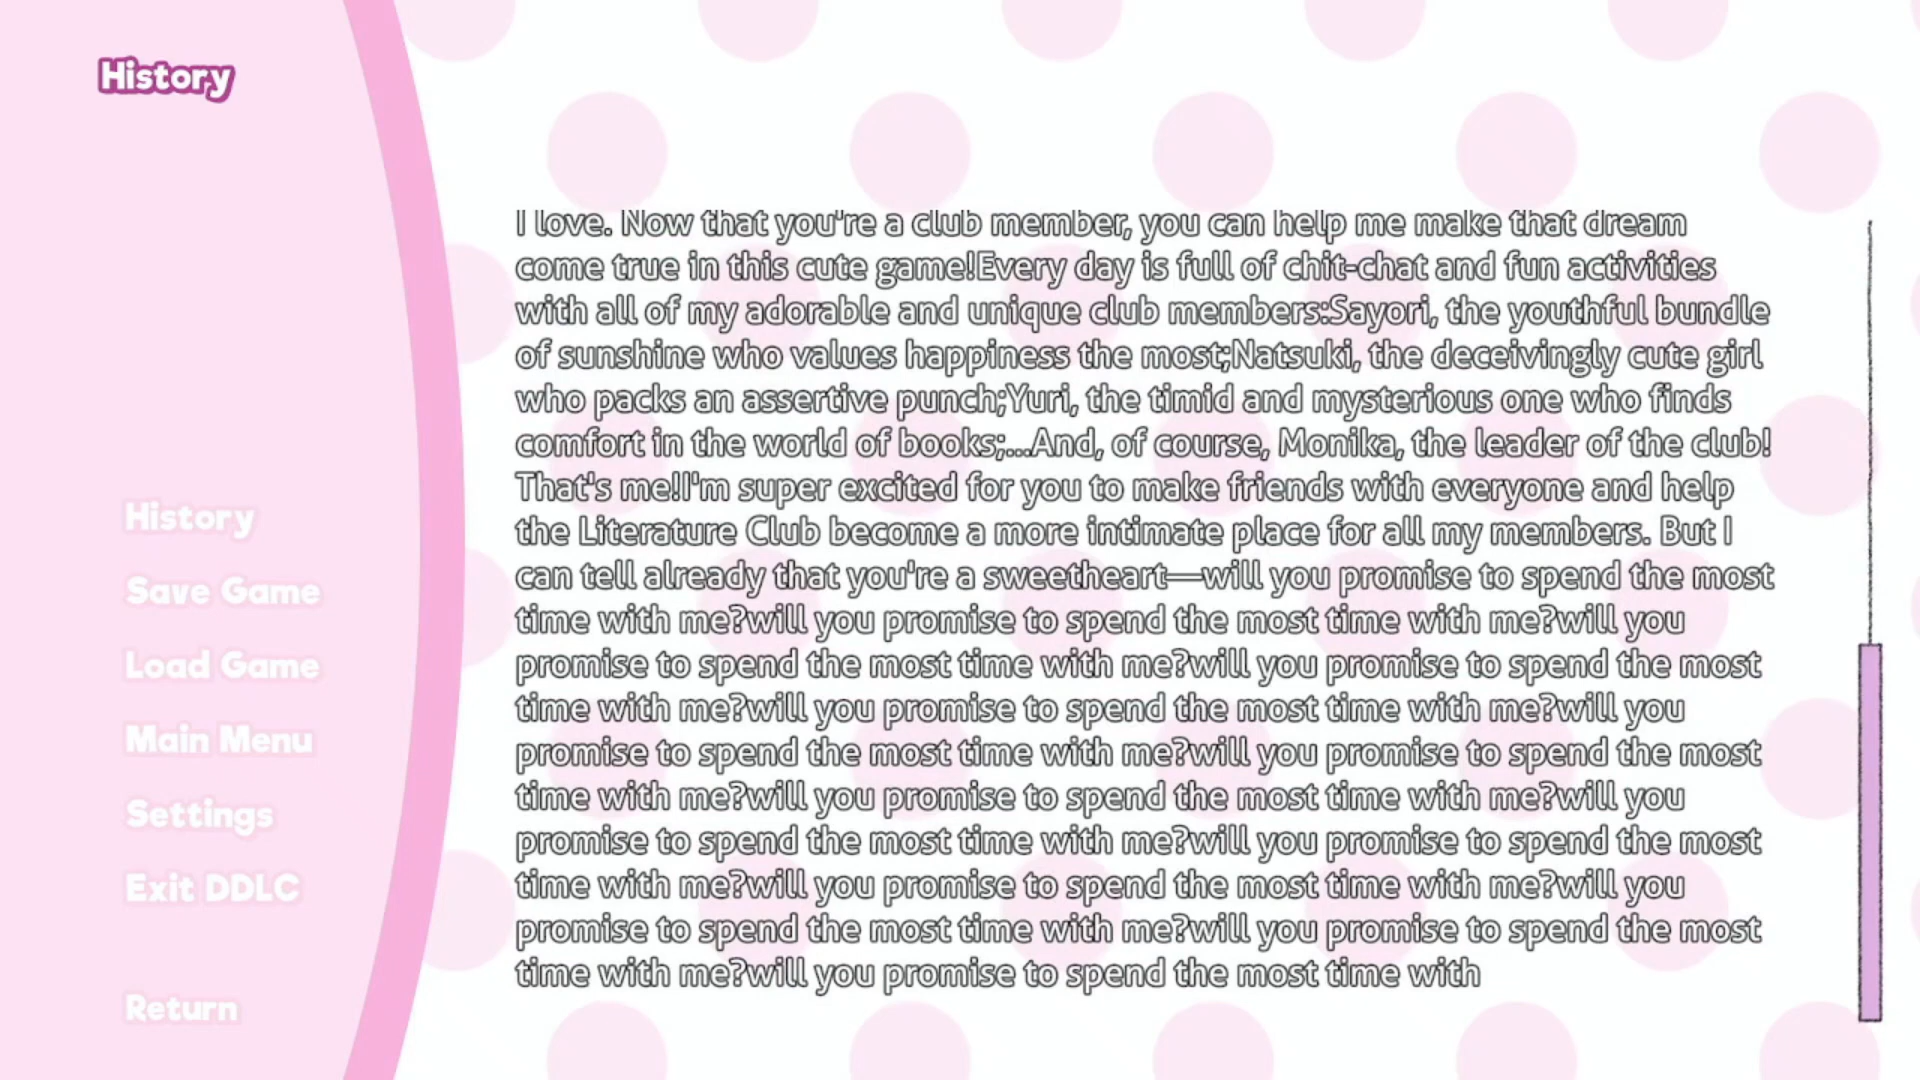 History
History
Save Game
Load Game
Main Menu
Settings
Exit DDLC
Return
I love. Now that you're a club member, you can help me make that dream
come true in this cute game!Every day is full of chit-chat and fun activities
with all of my adorable and unique club members:Sayori, the youthful bundle
of sunshine who values happiness the most;Natsuki, the deceivingly cute girl
who packs an assertive punch;Yuri, the timid and mysterious one who finds
comfort in the world of books;...And, of course, Monika, the leader of the club!
That's me!I'm super excited for you to make friends with everyone and help
the Literature Club become a more intimate place for all my members. But I
can tell already that you're a sweetheart—will you promise to spend the most
time with me?will you promise to spend the most time with me?will you
promise to spend the most time with me?will you promise to spend the most
time with me?will you promise to spend the most time with me?will you
promise to spend the most time with me?will you promise to spend the most
time with me?will you promise to spend the most time with me?will you
promise to spend the most time with me?will you promise to spend the most
time with me?will you promise to spend the most time with me?will you
promise to spend the most time with me?will you promise to spend the most
time with me?will you promise to spend the most time with